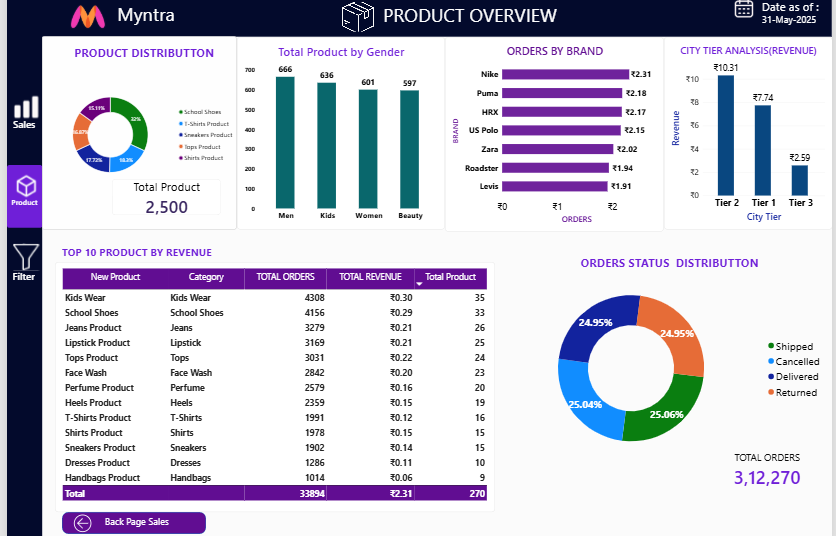 Myntra
PRODUCT OVERVIEW
Date as of :
31-May-2025
Sales
Product
Filter
PRODUCT DISTRIBUTTON
32%
18.2%
17.73%
15.11%
School Shoes
T-Shirts Product
Sneakers Product
Tops Product
Shirts Product
Total Product
2,500
Total Product by Gender
700
600
500
400
300
200
100
0
666
636
601
597
Men
Kids
Women
Beauty
ORDERS BY BRAND
BRAND
Nike ₹2.31
Puma ₹2.18
HRX ₹2.17
US Polo ₹2.15
Zara ₹2.02
Roadster ₹1.94
Levis ₹1.91
₹0 ₹1 ₹2
ORDERS
CITY TIER ANALYSIS(REVENUE)
Revenue
₹10
₹8
₹6
₹4
₹2
₹0
₹10.31
₹7.74
₹2.59
Tier 2 Tier 1 Tier 3
City Tier
TOP 10 PRODUCT BY REVENUE
New Product Category TOTAL ORDERS TOTAL REVENUE Total Product
Kids Wear Kids Wear 4308 ₹0.30 35
School Shoes School Shoes 4156 ₹0.29 33
Jeans Product Jeans 3279 ₹0.21 26
Lipstick Product Lipstick 3169 ₹0.21 25
Tops Product Tops 3031 ₹0.22 24
Face Wash Face Wash 2842 ₹0.20 23
Perfume Product Perfume 2579 ₹0.16 20
Heels Product Heels 2359 ₹0.15 19
T-Shirts Product T-Shirts 1991 ₹0.12 16
Shirts Product Shirts 1978 ₹0.15 15
Sneakers Product Sneakers 1902 ₹0.14 15
Dresses Product Dresses 1286 ₹0.11 10
Handbags Product Handbags 1014 ₹0.06 9
Total 33894 ₹2.31 270
Back Page Sales
ORDERS STATUS DISTRIBUTTON
24.95%
24.95%
25.04%
25.06%
Shipped
Cancelled
Delivered
Returned
TOTAL ORDERS
3,12,270